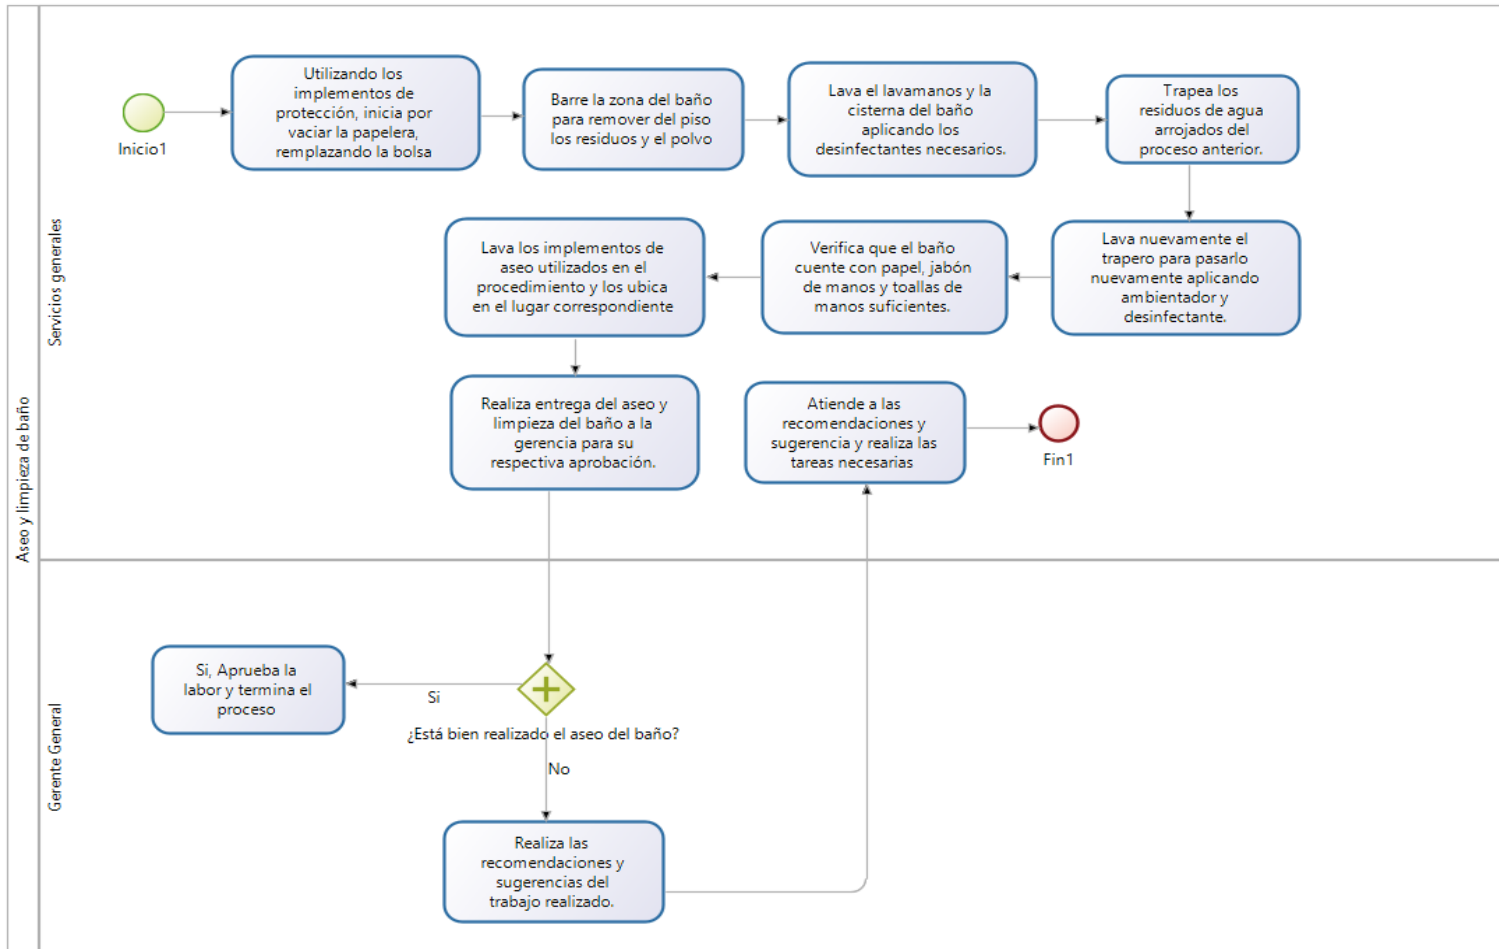 Aseo y limpieza de baño
Servicios generales
Inicio1
Utilizando los
implementos de
protección, inicia por
vaciar la papelera,
remplazando la bolsa
Barre la zona del baño
para remover del piso
los residuos y el polvo
Lava el lavamanos y la
cisterna del baño
aplicando los
desinfectantes necesarios.
Trapea los
residuos de agua
arrojados del
proceso anterior.
Lava nuevamente el
trapero para pasarlo
nuevamente aplicando
ambientador y
desinfectante.
Verifica que el baño
cuente con papel, jabón
de manos y toallas de
manos suficientes.
Lava los implementos de
aseo utilizados en el
procedimiento y los ubica
en el lugar correspondiente
Realiza entrega del aseo y
limpieza del baño a la
gerencia para su
respectiva aprobación.
Atiende a las
recomendaciones y
sugerencia y realiza las
tareas necesarias
Fin1
Gerente General
Si, Aprueba la
labor y termina el
proceso
Si
¿Está bien realizado el aseo del baño?
No
Realiza las
recomendaciones y
sugerencias del
trabajo realizado.